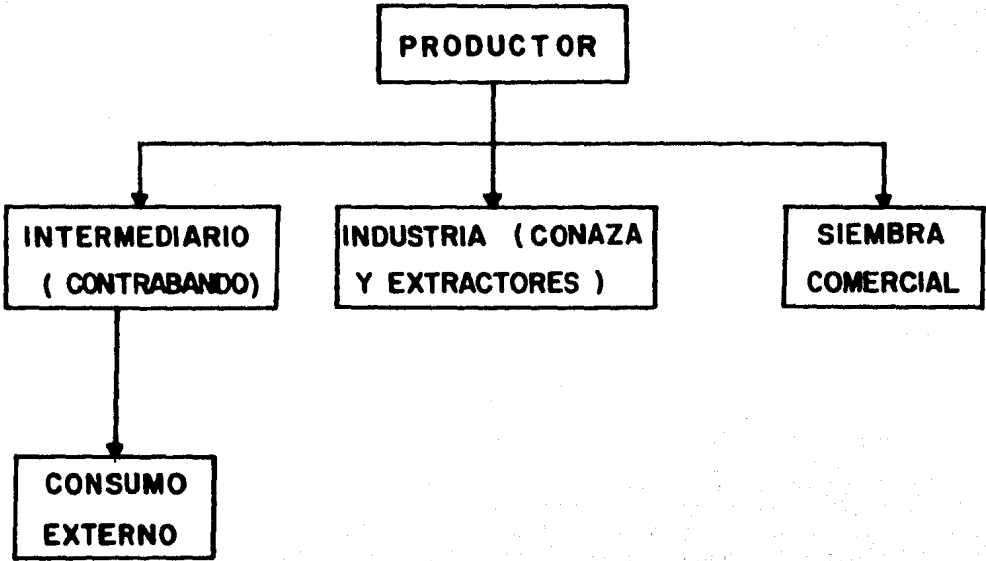 PRODUCTOR
INTERMEDIARIO
( CONTRABANDO)
INDUSTRIA ( CONAZA
Y EXTRACTORES )
SIEMBRA
COMERCIAL
CONSUMO
EXTERNO